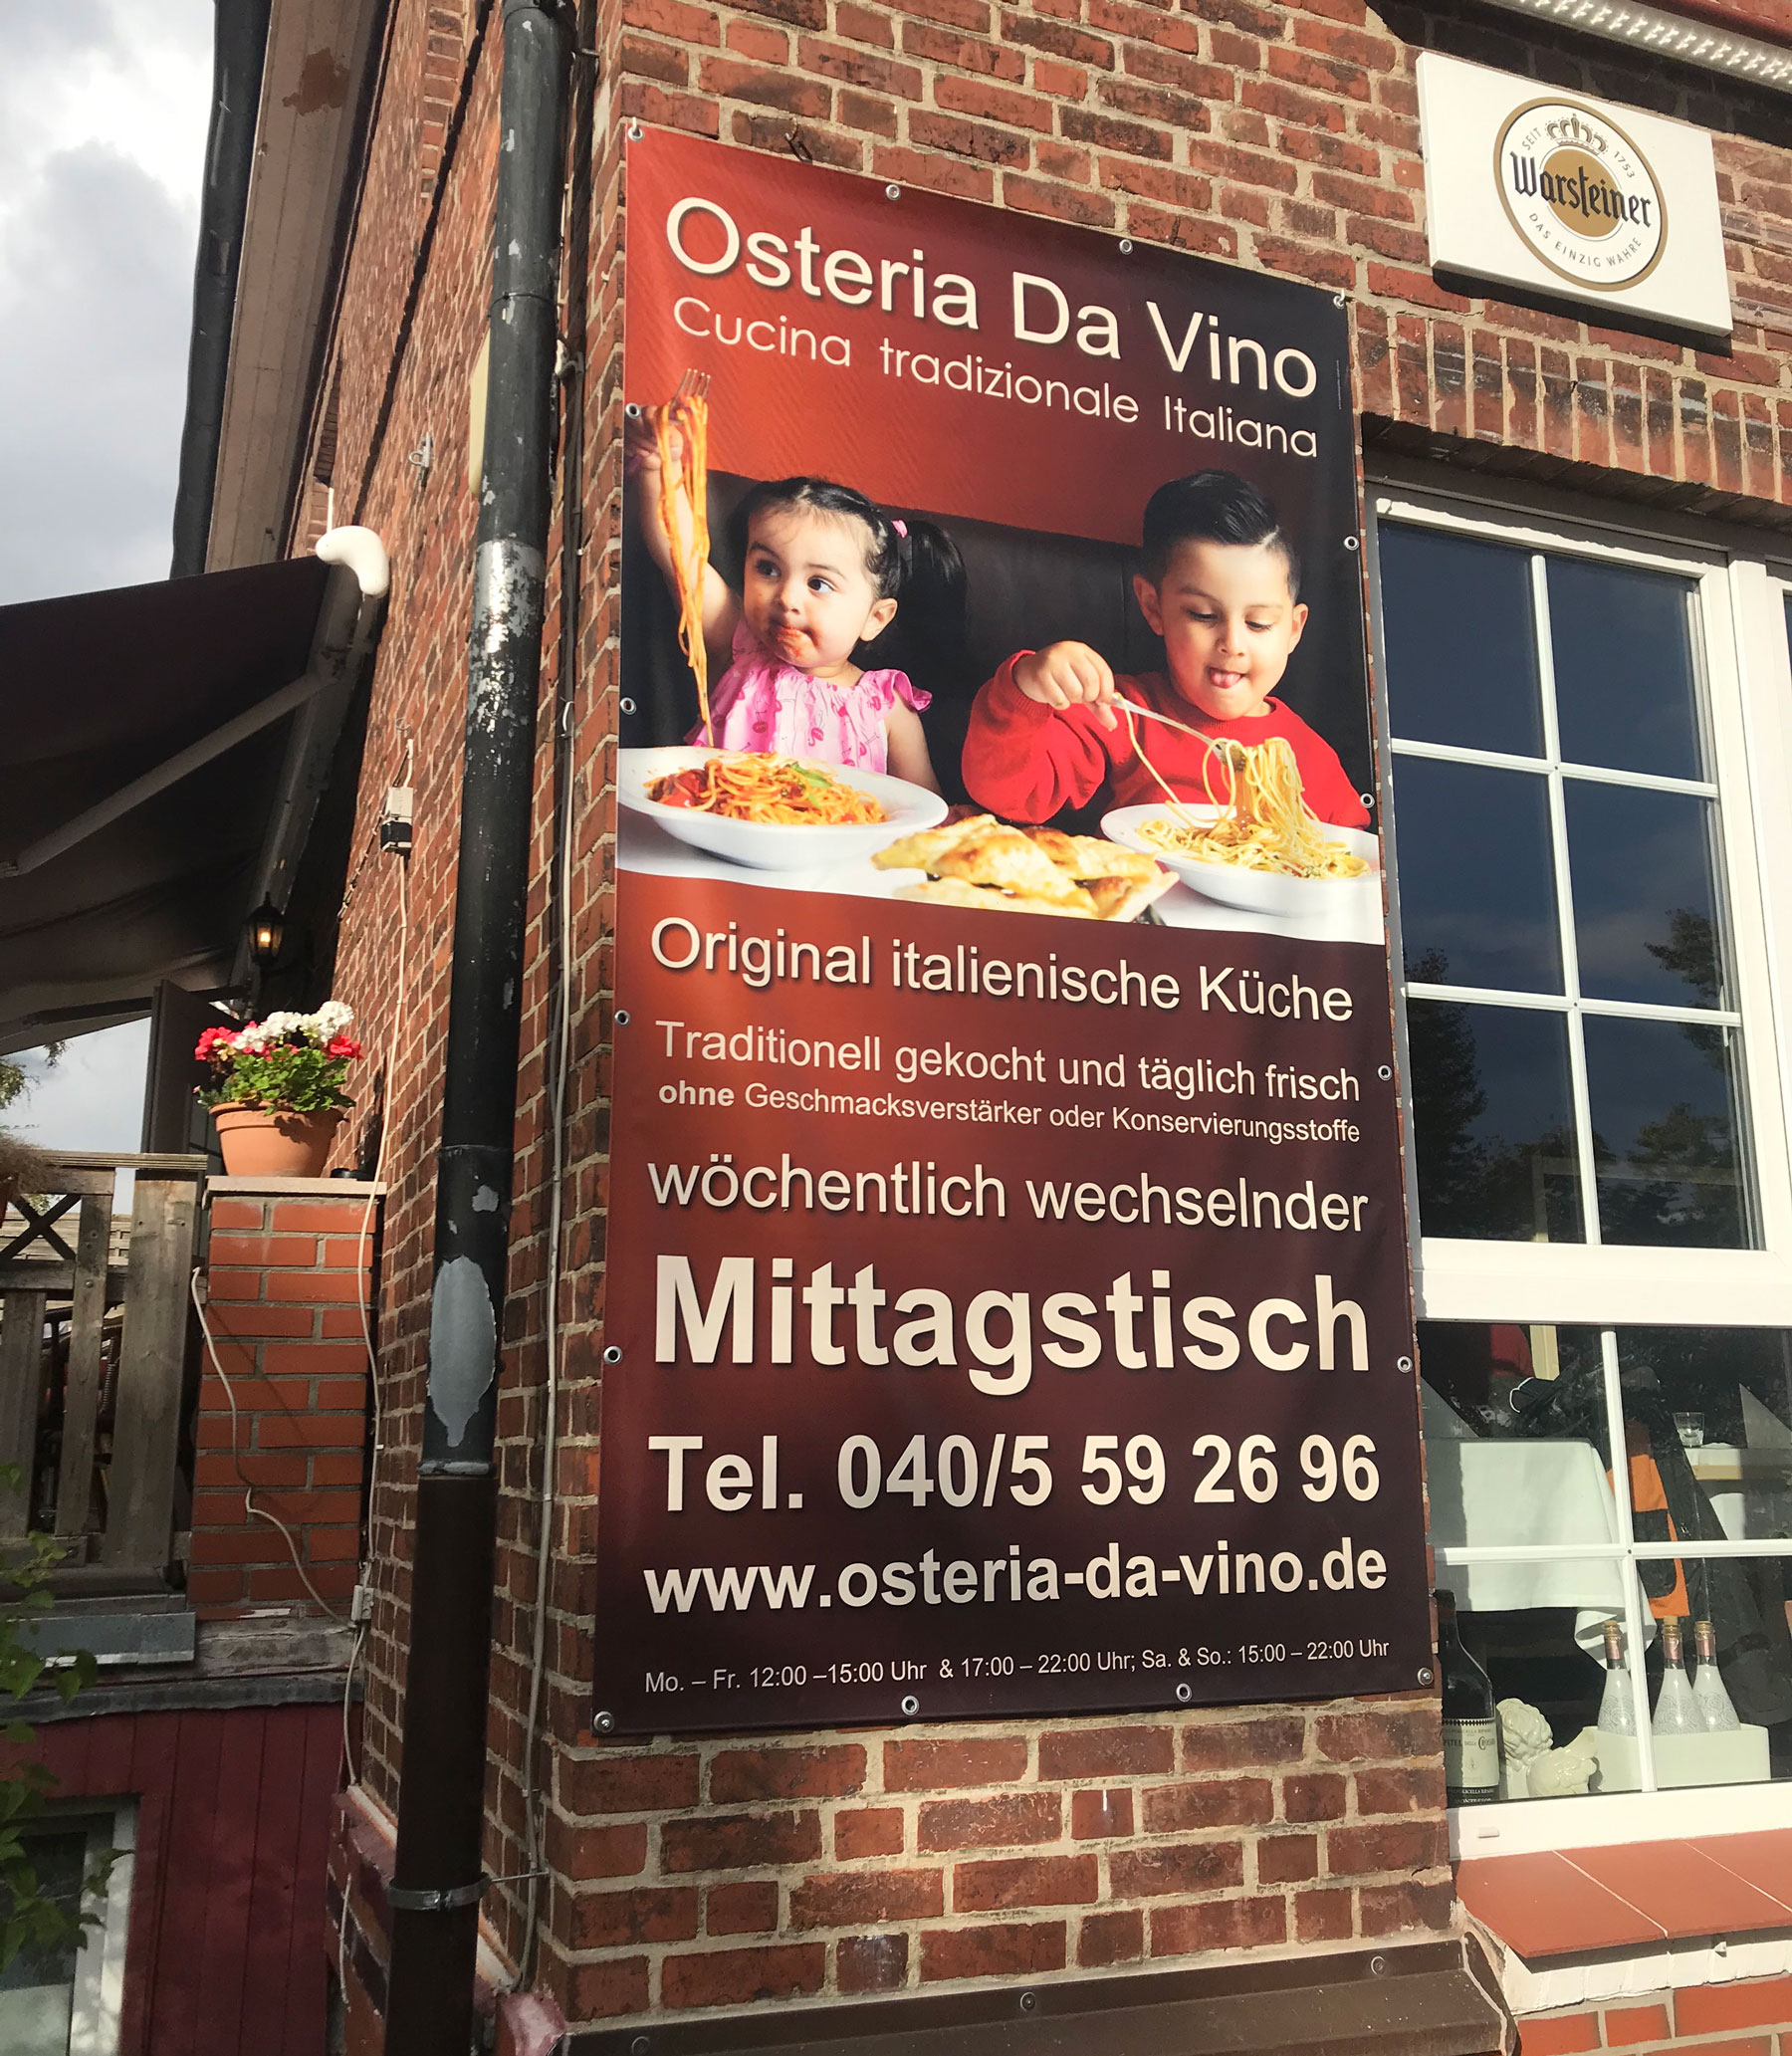 Osteria Da Vino
Cucina tradizionale Italiana
Original italienische Küche
Traditionell gekocht und täglich frisch
ohne Geschmacksverstärker oder Konservierungsstoffe
wöchentlich wechselnder
Mittagstisch
Tel. 040/5 59 26 96
www.osteria-da-vino.de
Mo. – Fr. 12:00 –15:00 Uhr & 17:00 – 22:00 Uhr; Sa. & So.: 15:00 – 22:00 Uhr
SEIT 1753
Warsteiner
DAS EINZIG WAHRE